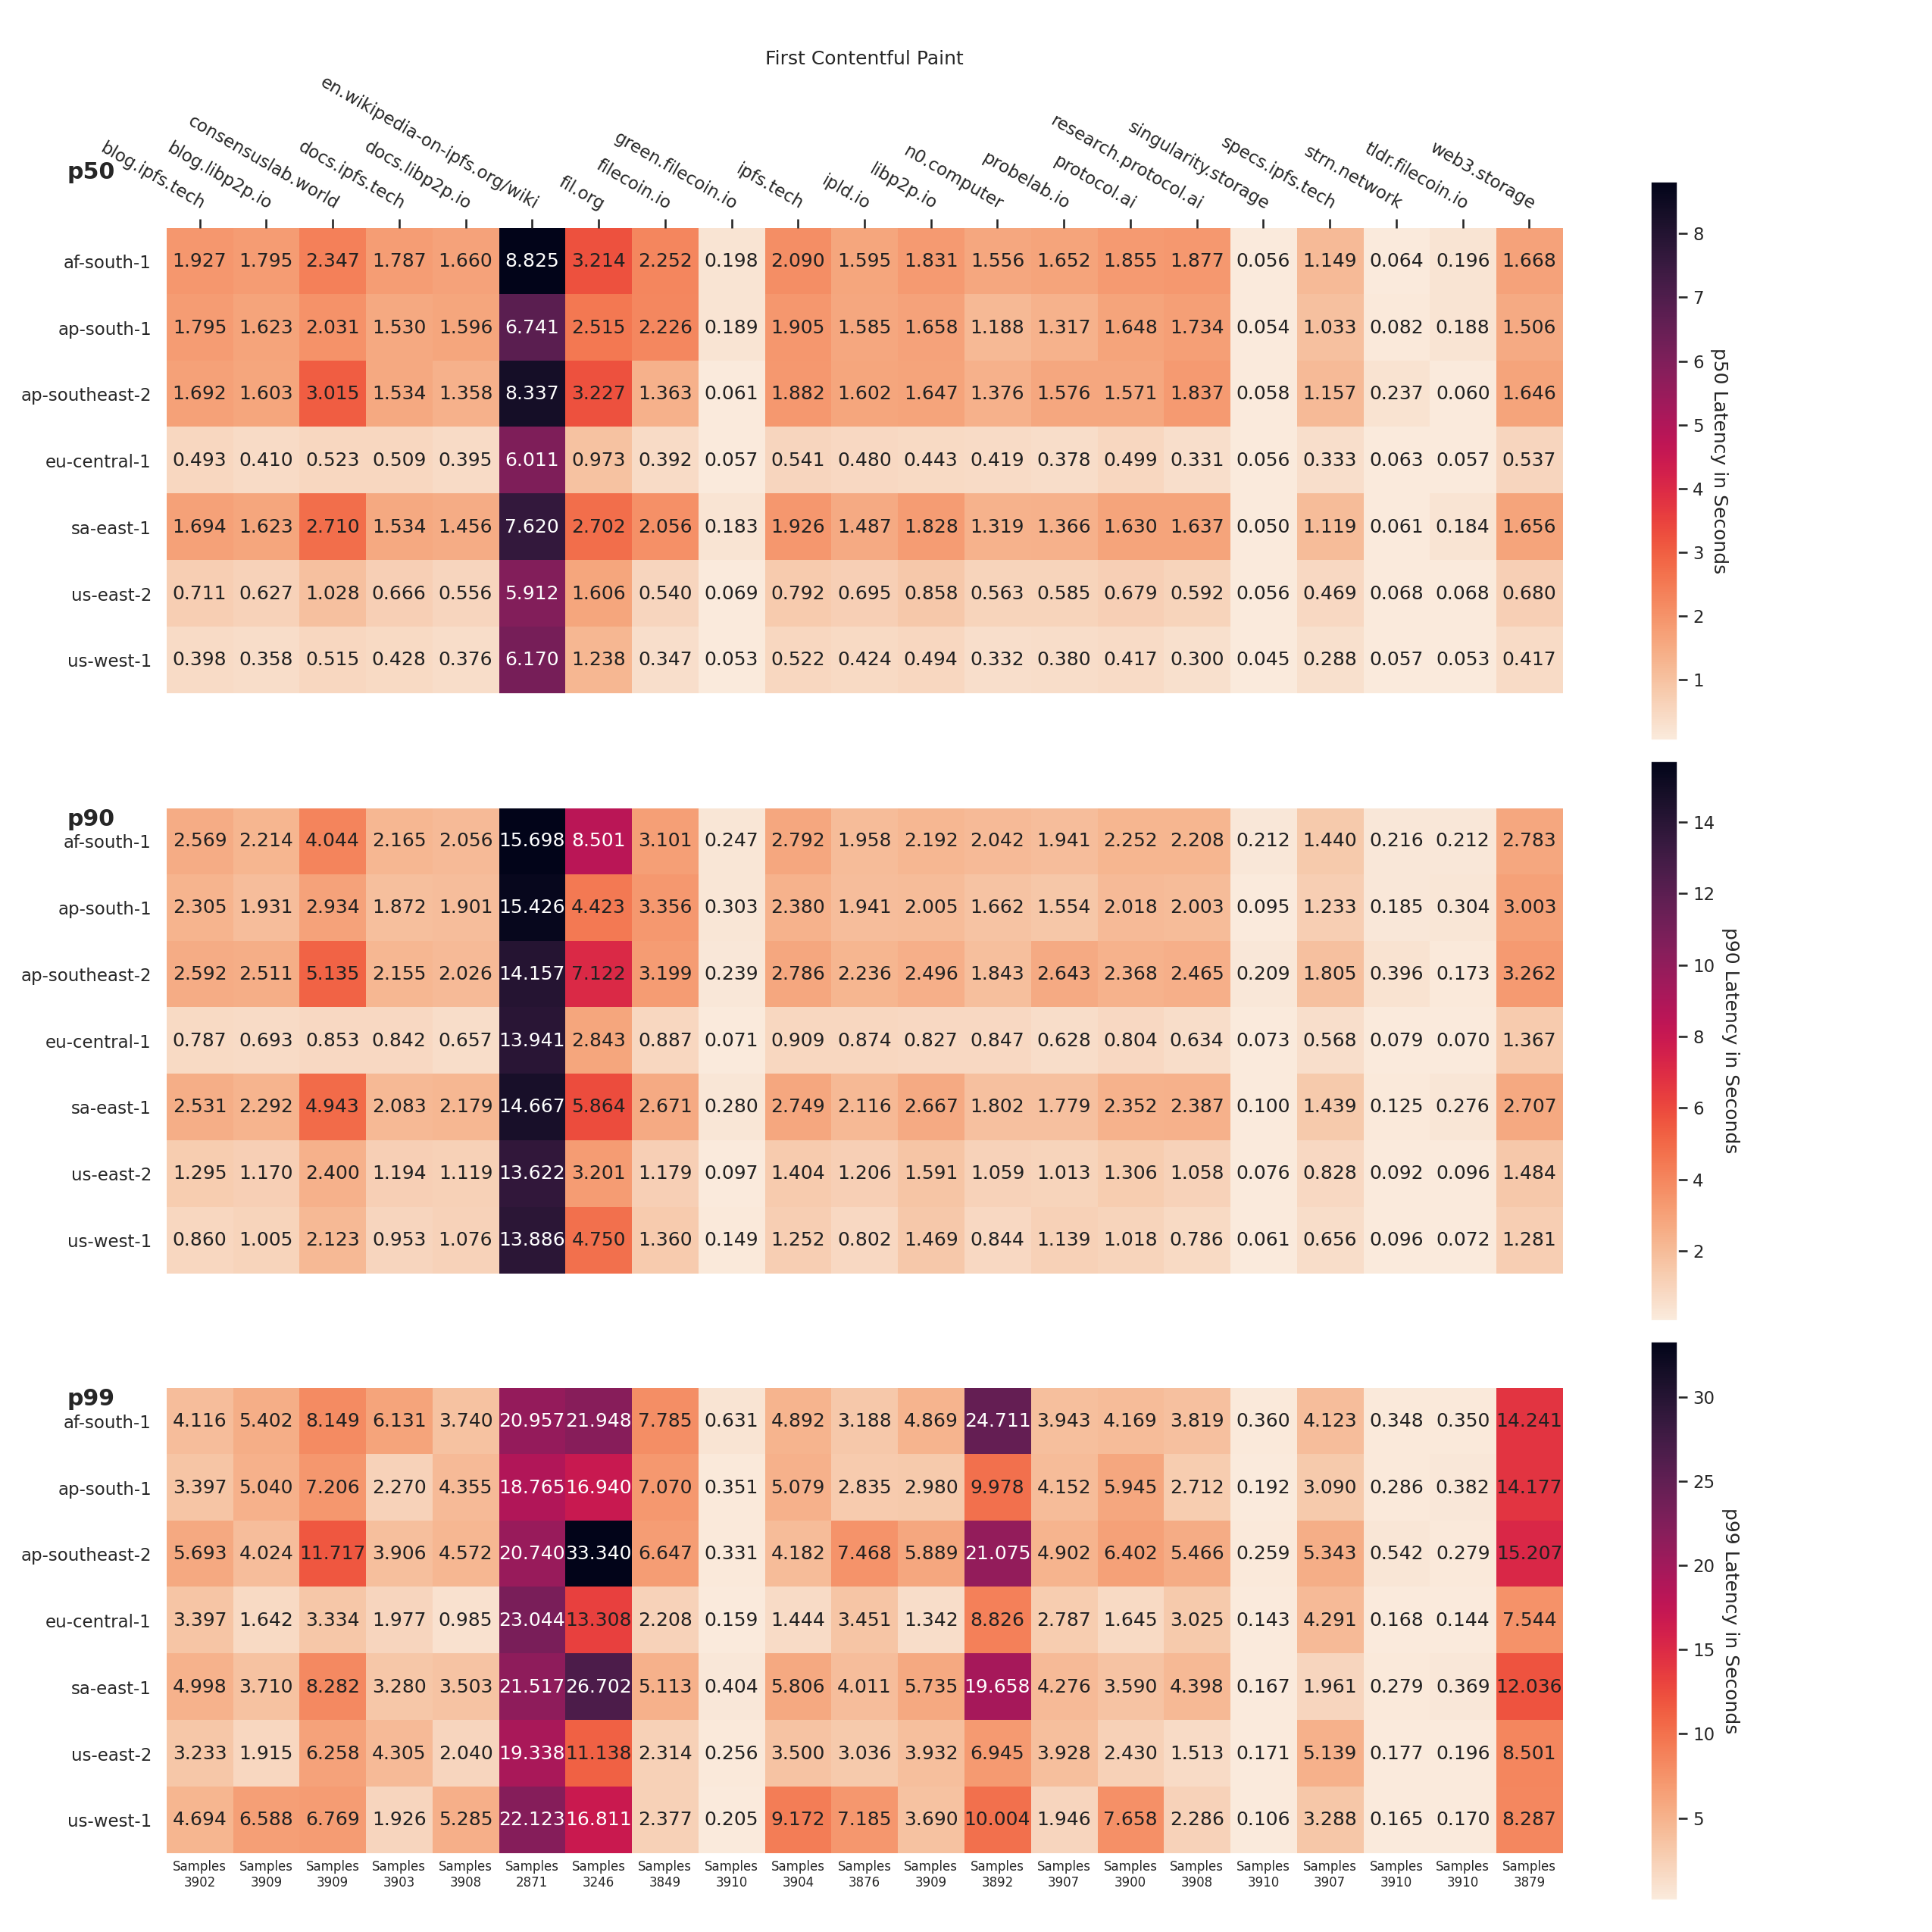 First Contentful Paint
p50
blog.ipfs.tech
blog.libp2p.io
consensuslab.world
docs.ipfs.tech
docs.libp2p.io
en.wikipedia-on-ipfs.org/wiki
fil.org
filecoin.io
green.filecoin.io
ipfs.tech
ipld.io
libp2p.io
n0.computer
probelab.io
protocol.ai
research.protocol.ai
singularity.storage
specs.ipfs.tech
strn.network
tldr.filecoin.io
web3.storage
af-south-1 1.927 1.795 2.347 1.787 1.660 8.825 3.214 2.252 0.198 2.090 1.595 1.831 1.556 1.652 1.855 1.877 0.056 1.149 0.064 0.196 1.668
ap-south-1 1.795 1.623 2.031 1.530 1.596 6.741 2.515 2.226 0.189 1.905 1.585 1.658 1.188 1.317 1.648 1.734 0.054 1.033 0.082 0.188 1.506
ap-southeast-2 1.692 1.603 3.015 1.534 1.358 8.337 3.227 1.363 0.061 1.882 1.602 1.647 1.376 1.576 1.571 1.837 0.058 1.157 0.237 0.060 1.646
eu-central-1 0.493 0.410 0.523 0.509 0.395 6.011 0.973 0.392 0.057 0.541 0.480 0.443 0.419 0.378 0.499 0.331 0.056 0.333 0.063 0.057 0.537
sa-east-1 1.694 1.623 2.710 1.534 1.456 7.620 2.702 2.056 0.183 1.926 1.487 1.828 1.319 1.366 1.630 1.637 0.050 1.119 0.061 0.184 1.656
us-east-2 0.711 0.627 1.028 0.666 0.556 5.912 1.606 0.540 0.069 0.792 0.695 0.858 0.563 0.585 0.679 0.592 0.056 0.469 0.068 0.068 0.680
us-west-1 0.398 0.358 0.515 0.428 0.376 6.170 1.238 0.347 0.053 0.522 0.424 0.494 0.332 0.380 0.417 0.300 0.045 0.288 0.057 0.053 0.417
8
7
6
5
4
3
2
1
p50 Latency in Seconds
p90
af-south-1 2.569 2.214 4.044 2.165 2.056 15.698 8.501 3.101 0.247 2.792 1.958 2.192 2.042 1.941 2.252 2.208 0.212 1.440 0.216 0.212 2.783
ap-south-1 2.305 1.931 2.934 1.872 1.901 15.426 4.423 3.356 0.303 2.380 1.941 2.005 1.662 1.554 2.018 2.003 0.095 1.233 0.185 0.304 3.003
ap-southeast-2 2.592 2.511 5.135 2.155 2.026 14.157 7.122 3.199 0.239 2.786 2.236 2.496 1.843 2.643 2.368 2.465 0.209 1.805 0.396 0.173 3.262
eu-central-1 0.787 0.693 0.853 0.842 0.657 13.941 2.843 0.887 0.071 0.909 0.874 0.827 0.847 0.628 0.804 0.634 0.073 0.568 0.079 0.070 1.367
sa-east-1 2.531 2.292 4.943 2.083 2.179 14.667 5.864 2.671 0.280 2.749 2.116 2.667 1.802 1.779 2.352 2.387 0.100 1.439 0.125 0.276 2.707
us-east-2 1.295 1.170 2.400 1.194 1.119 13.622 3.201 1.179 0.097 1.404 1.206 1.591 1.059 1.013 1.306 1.058 0.076 0.828 0.092 0.096 1.484
us-west-1 0.860 1.005 2.123 0.953 1.076 13.886 4.750 1.360 0.149 1.252 0.802 1.469 0.844 1.139 1.018 0.786 0.061 0.656 0.096 0.072 1.281
14
12
10
8
6
4
2
p90 Latency in Seconds
p99
af-south-1 4.116 5.402 8.149 6.131 3.740 20.957 21.948 7.785 0.631 4.892 3.188 4.869 24.711 3.943 4.169 3.819 0.360 4.123 0.348 0.350 14.241
ap-south-1 3.397 5.040 7.206 2.270 4.355 18.765 16.940 7.070 0.351 5.079 2.835 2.980 9.978 4.152 5.945 2.712 0.192 3.090 0.286 0.382 14.177
ap-southeast-2 5.693 4.024 11.717 3.906 4.572 20.740 33.340 6.647 0.331 4.182 7.468 5.889 21.075 4.902 6.402 5.466 0.259 5.343 0.542 0.279 15.207
eu-central-1 3.397 1.642 3.334 1.977 0.985 23.044 13.308 2.208 0.159 1.444 3.451 1.342 8.826 2.787 1.645 3.025 0.143 4.291 0.168 0.144 7.544
sa-east-1 4.998 3.710 8.282 3.280 3.503 21.517 26.702 5.113 0.404 5.806 4.011 5.735 19.658 4.276 3.590 4.398 0.167 1.961 0.279 0.369 12.036
us-east-2 3.233 1.915 6.258 4.305 2.040 19.338 11.138 2.314 0.256 3.500 3.036 3.932 6.945 3.928 2.430 1.513 0.171 5.139 0.177 0.196 8.501
us-west-1 4.694 6.588 6.769 1.926 5.285 22.123 16.811 2.377 0.205 9.172 7.185 3.690 10.004 1.946 7.658 2.286 0.106 3.288 0.165 0.170 8.287
Samples Samples Samples Samples Samples Samples Samples Samples Samples Samples Samples Samples Samples Samples Samples Samples Samples Samples Samples Samples Samples
3902 3909 3909 3903 3908 2871 3246 3849 3910 3904 3876 3909 3892 3907 3900 3908 3910 3907 3910 3910 3879
30
25
20
15
10
5
p99 Latency in Seconds